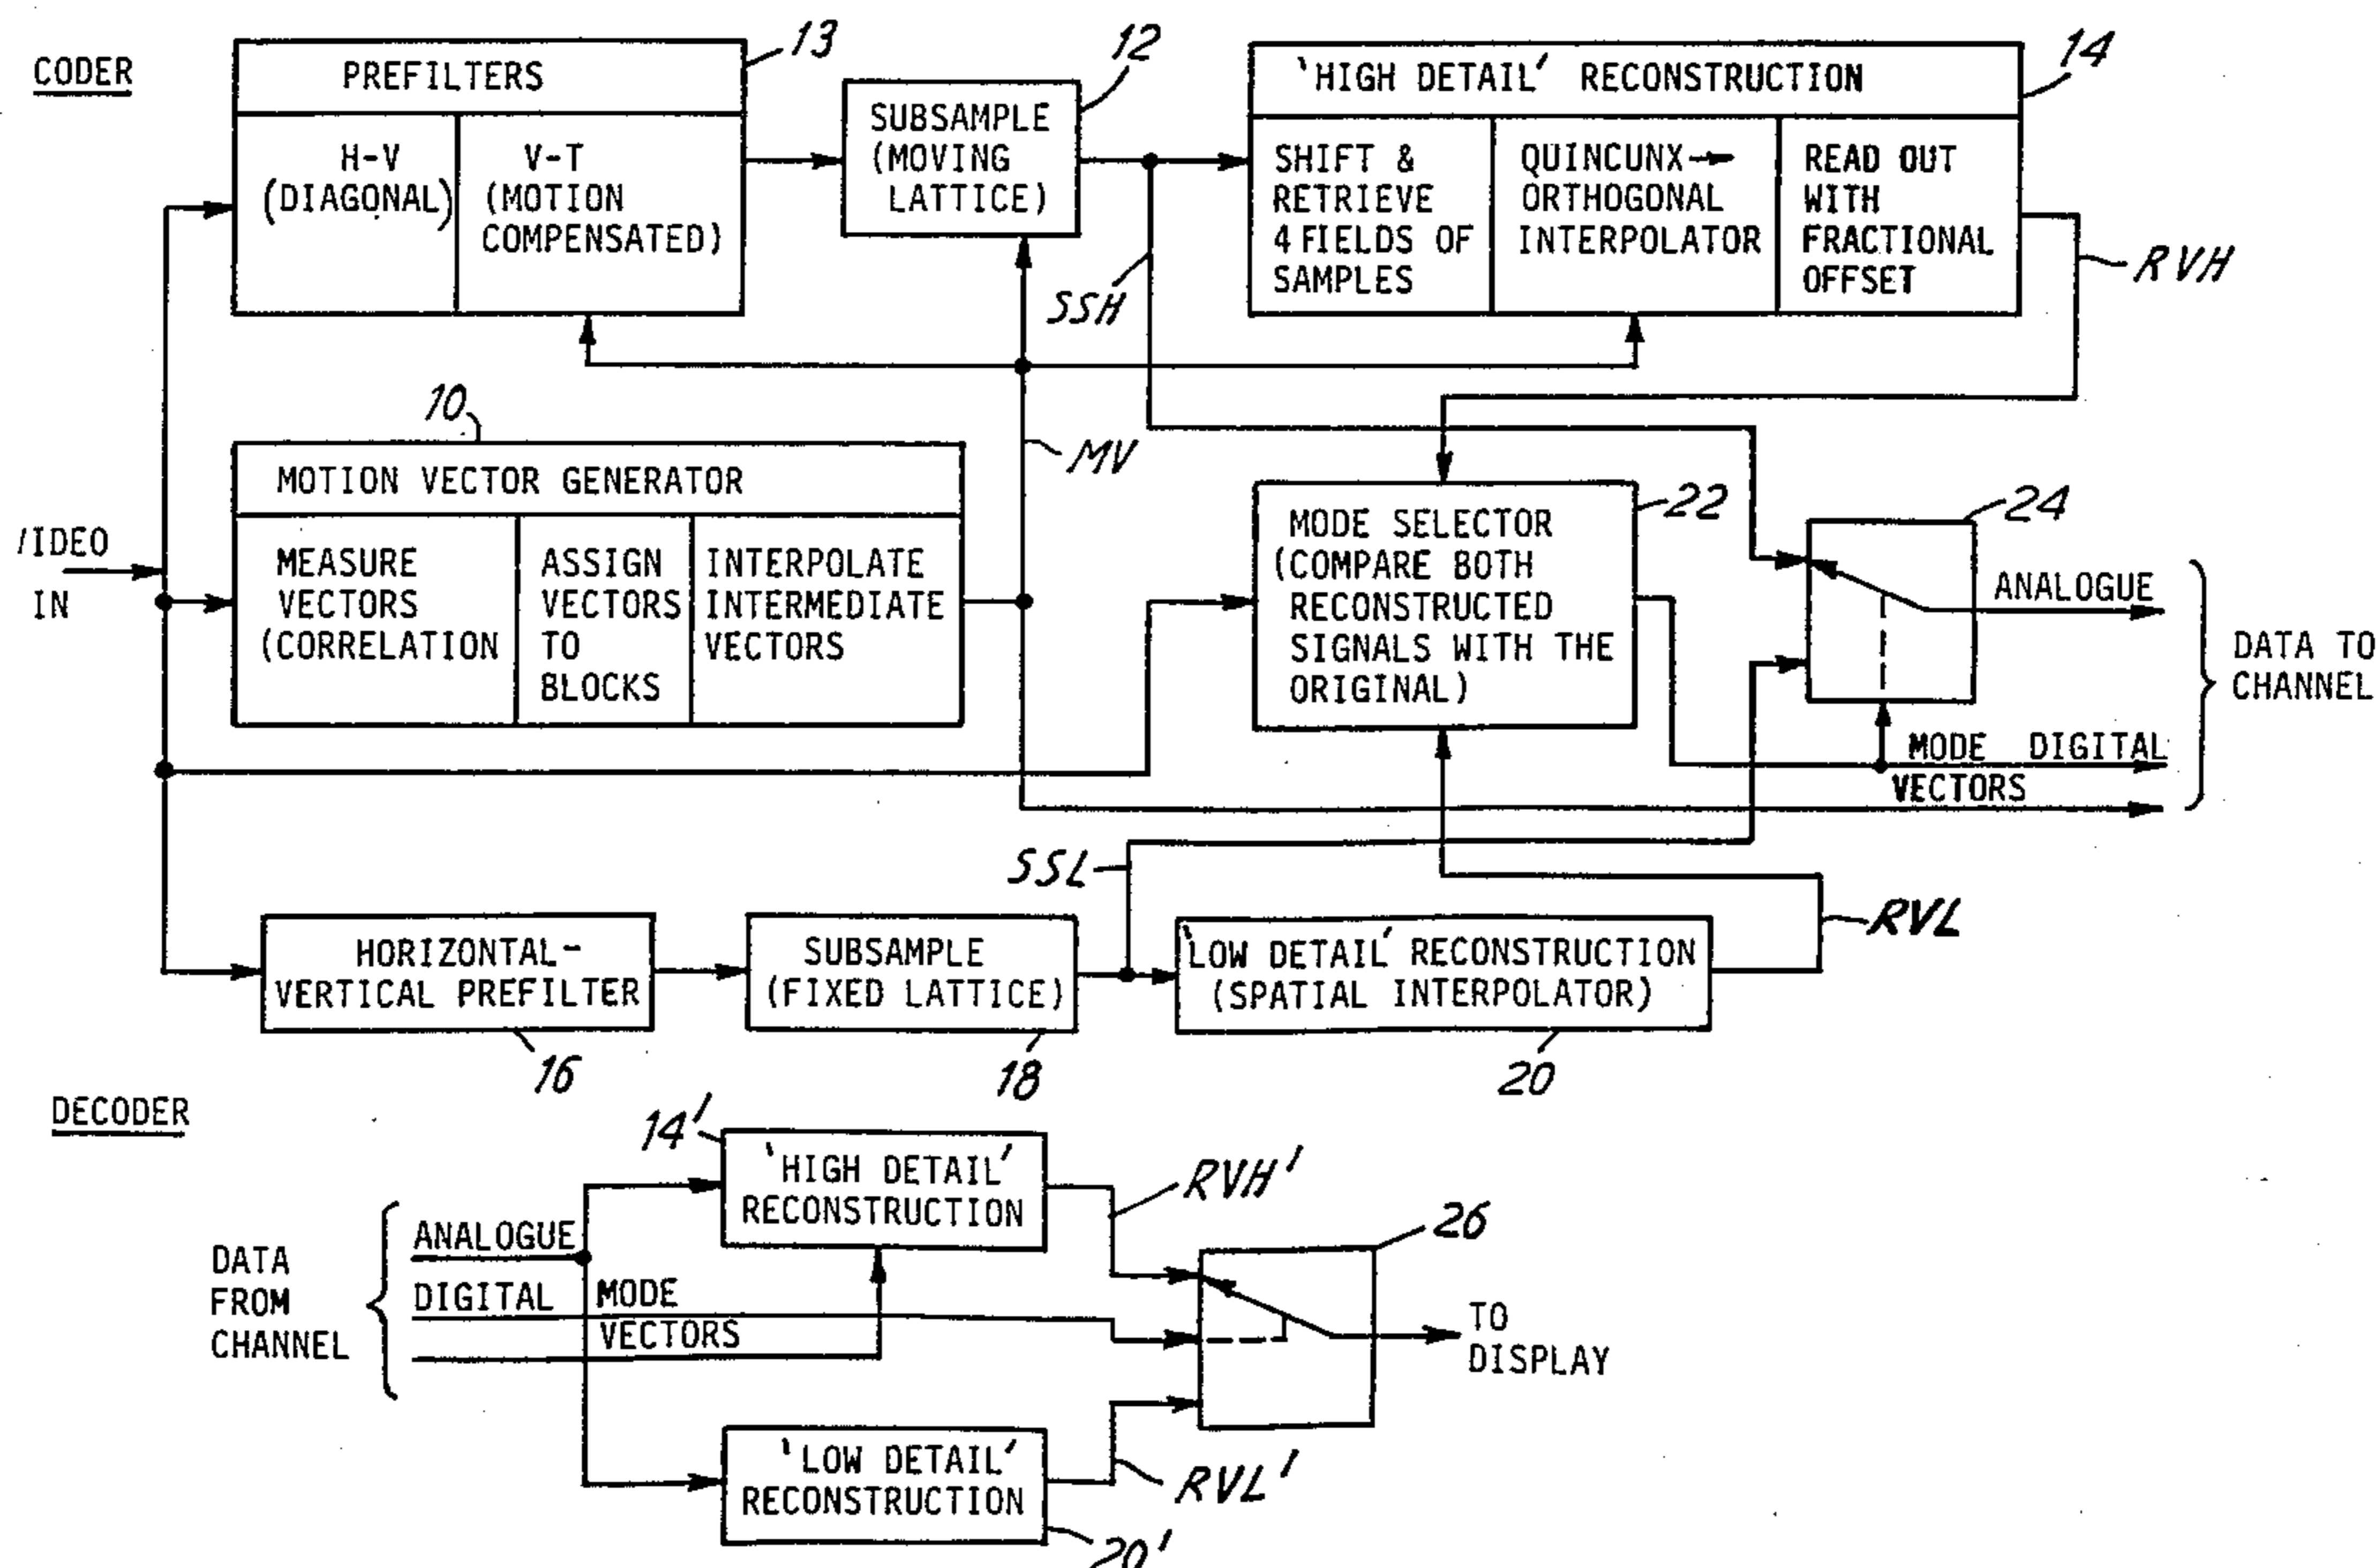 CODER
13
PREFILTERS
H-V
(DIAGONAL)
V-T
(MOTION
COMPENSATED)
12
SUBSAMPLE
(MOVING
LATTICE)
14
'HIGH DETAIL' RECONSTRUCTION
SHIFT &
RETRIEVE
4 FIELDS OF
SAMPLES
QUINCUNX→
ORTHOGONAL
INTERPOLATOR
READ OUT
WITH
FRACTIONAL
OFFSET
SSH
RVH
10
MOTION VECTOR GENERATOR
MEASURE
VECTORS
(CORRELATION
ASSIGN
VECTORS
TO
BLOCKS
INTERPOLATE
INTERMEDIATE
VECTORS
MV
/IDEO
IN
22
MODE SELECTOR
(COMPARE BOTH
RECONSTRUCTED
SIGNALS WITH THE
ORIGINAL)
24
ANALOGUE
MODE DIGITAL
VECTORS
DATA TO
CHANNEL
SSL
RVL
HORIZONTAL-
VERTICAL PREFILTER
16
SUBSAMPLE
(FIXED LATTICE)
18
'LOW DETAIL' RECONSTRUCTION
(SPATIAL INTERPOLATOR)
20
DECODER
14'
'HIGH DETAIL'
RECONSTRUCTION
RVH'
26
DATA
FROM
CHANNEL
ANALOGUE
DIGITAL MODE
VECTORS
TO
DISPLAY
'LOW DETAIL'
RECONSTRUCTION
RVL'
20'